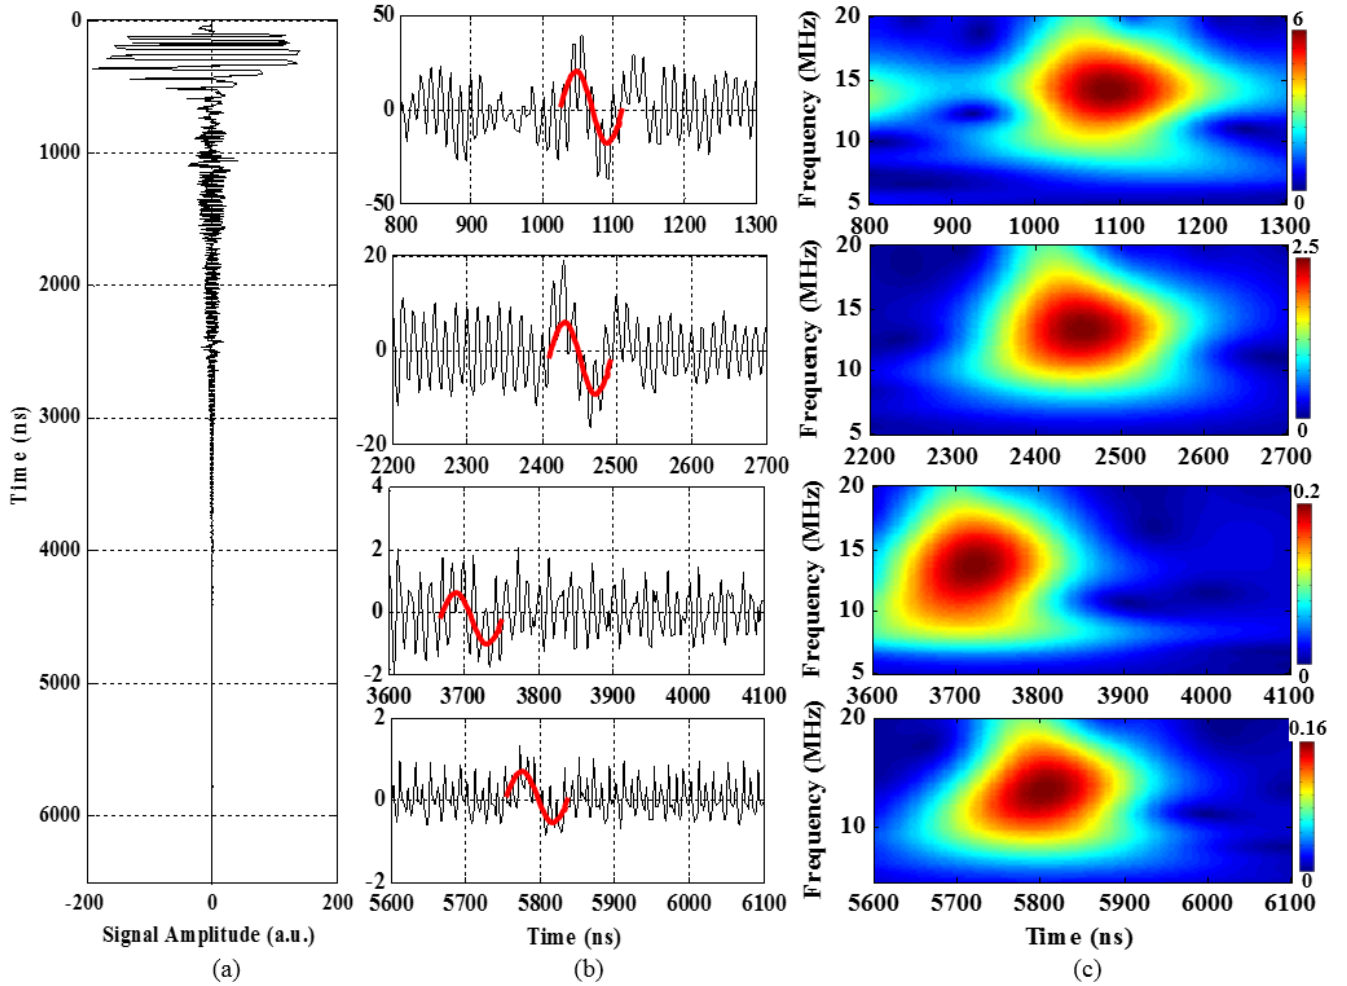 0
1000
2000
3000
4000
5000
6000
Time (ns)
-200 0 200
Signal Amplitude (a.u.)
(a)
50
0
-50
800 900 1000 1100 1200 1300
20
0
-20
2200 2300 2400 2500 2600 2700
4
2
0
-2
3600 3700 3800 3900 4000 4100
2
0
-2
5600 5700 5800 5900 6000 6100
Time (ns)
(b)
Frequency (MHz)
20
15
10
5
800 900 1000 1100 1200 1300
6
0
Frequency (MHz)
20
15
10
5
2200 2300 2400 2500 2600 2700
2.5
0
Frequency (MHz)
20
15
10
5
3600 3700 3800 3900 4000 4100
0.2
0
Frequency (MHz)
20
10
5600 5700 5800 5900 6000 6100
0.16
0
Time (ns)
(c)